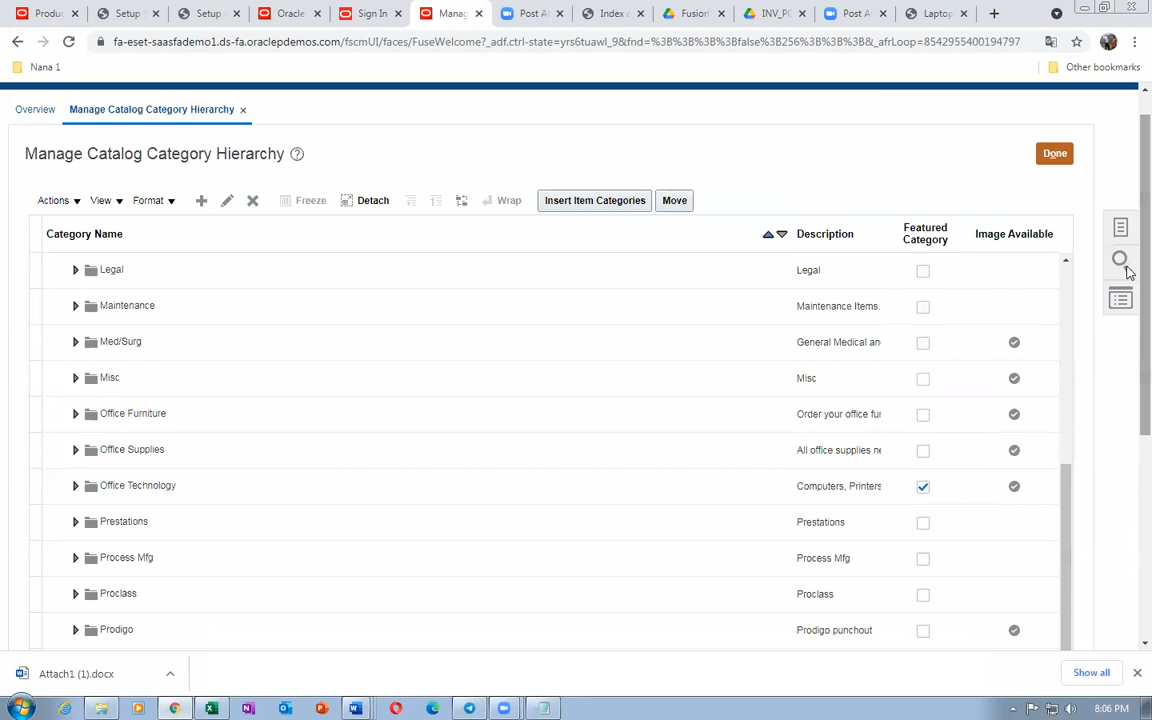 Produc
Setup
Setup
Oracle
Sign In
Manag
Post A
Index o
Fusion
INV_PO
Post A
Laptop
fa-eset-saasfademo1.ds-fa.oraclepdemos.com/fscmUI/faces/FuseWelcome?_adf.ctrl-state=yrs6tuawl_9&fnd=%3B%3B%3B%3Bfalse%3B256%3B%3B%3B&_afrLoop=8542955400194797
Nana 1
Other bookmarks
Overview
Manage Catalog Category Hierarchy
Manage Catalog Category Hierarchy
Done
Actions View Format Freeze Detach Wrap Insert Item Categories Move
Category Name Description Featured Category Image Available
Legal Legal
Maintenance Maintenance Items.
Med/Surg General Medical an
Misc Misc
Office Furniture Order your office fur
Office Supplies All office supplies ne
Office Technology Computers, Printers
Prestations Prestations
Process Mfg Process Mfg
Proclass Proclass
Prodigo Prodigo punchout
Attach1 (1).docx
Show all
8:06 PM